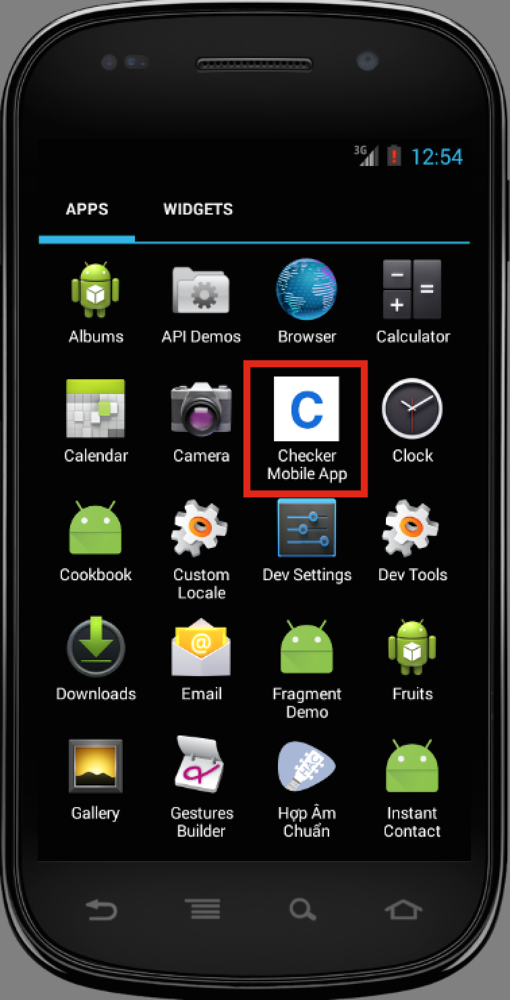 3G
12:54
APPS WIDGETS
Albums API Demos Browser Calculator
C
Calendar Camera Checker Clock
Mobile App
Cookbook Custom Dev Settings Dev Tools
Locale
@
Downloads Email Fragment Fruits
Demo
HAC
Gallery Gestures Hợp Âm Instant
Builder Chuẩn Contact